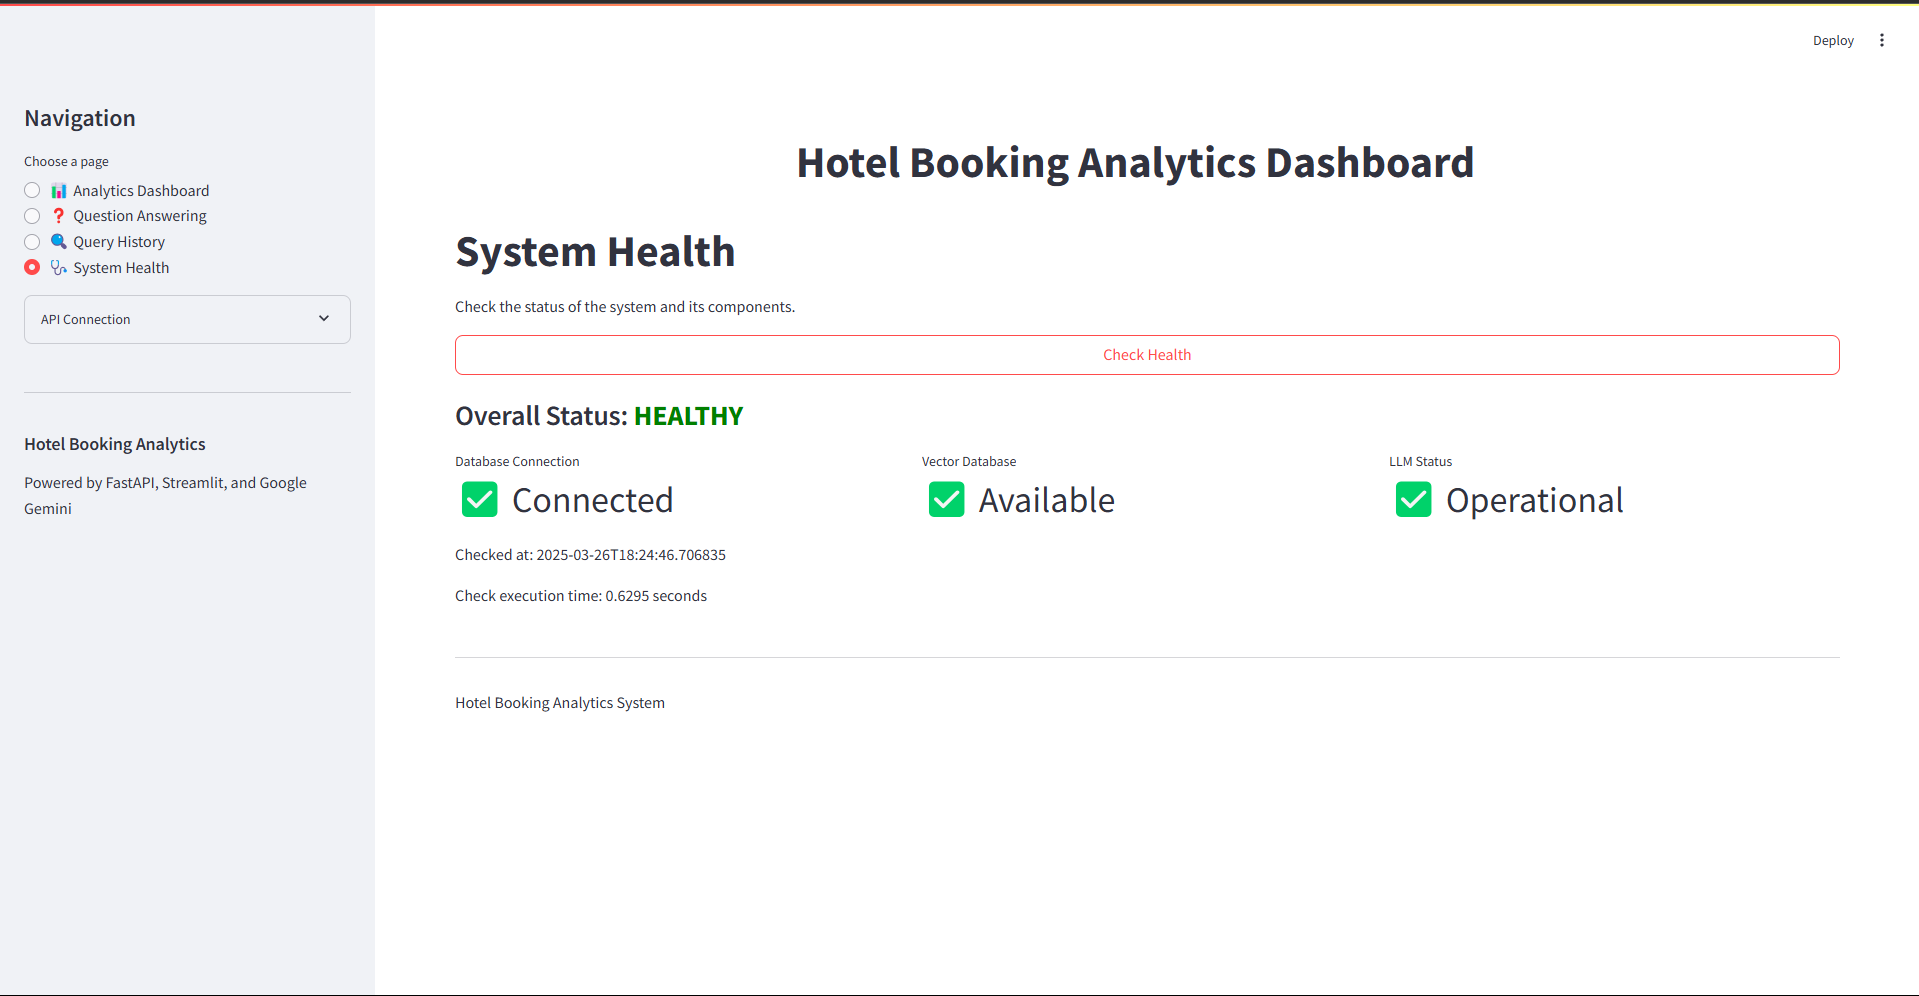 Deploy
Navigation
Choose a page
Analytics Dashboard
Question Answering
Query History
System Health
API Connection
Hotel Booking Analytics
Powered by FastAPI, Streamlit, and Google
Gemini
Hotel Booking Analytics Dashboard
System Health
Check the status of the system and its components.
Check Health
Overall Status: HEALTHY
Database Connection
Connected
Vector Database
Available
LLM Status
Operational
Checked at: 2025-03-26T18:24:46.706835
Check execution time: 0.6295 seconds
Hotel Booking Analytics System